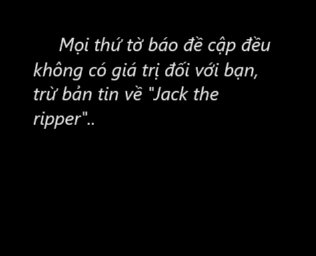 Mọi thứ tờ báo đề cập đều
không có giá trị đối với bạn,
trừ bản tin về "Jack the
ripper"..